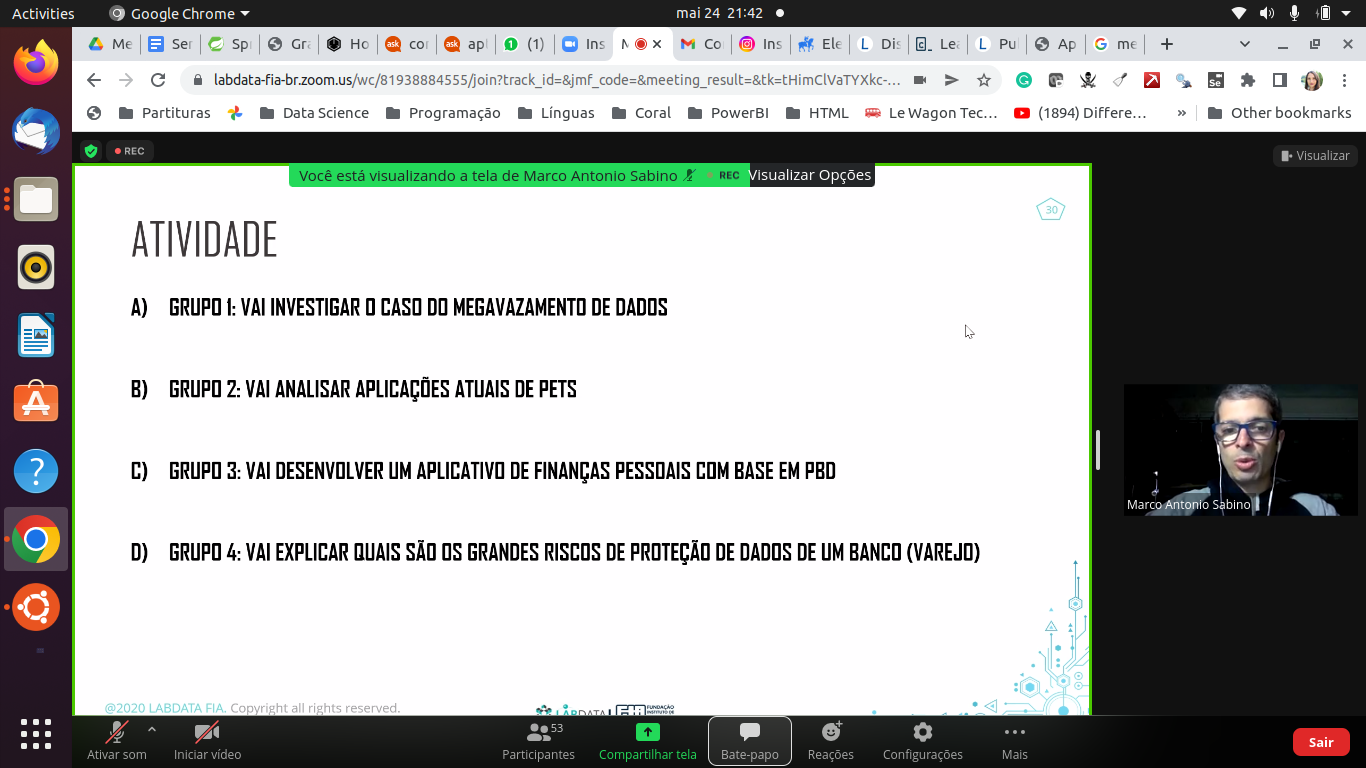 Activities
Google Chrome
mai 24 21:42
Me
Ser
Sp
Gra
Ho
ask
cor
ask
apl
1
(1)
Ins
Co
Ins
Ele
L
Dis
Lea
L
Pul
Ap
me
labdata-fia-br.zoom.us/wc/81938884555/join?track_id=&jmf_code=&meeting_result=&tk=tHimClVaTYXkc-...
Se
Partituras
Data Science
Programação
Línguas
Coral
PowerBI
HTML
Le Wagon Tec...
(1894) Differe...
»
Other bookmarks
REC
Visualizar
Você está visualizando a tela de Marco Antonio Sabino
REC
Visualizar Opções
30
ATIVIDADE
A) GRUPO 1: VAI INVESTIGAR O CASO DO MEGAVAZAMENTO DE DADOS
B) GRUPO 2: VAI ANALISAR APLICAÇÕES ATUAIS DE PETS
C) GRUPO 3: VAI DESENVOLVER UM APLICATIVO DE FINANÇAS PESSOAIS COM BASE EM PBD
D) GRUPO 4: VAI EXPLICAR QUAIS SÃO OS GRANDES RISCOS DE PROTEÇÃO DE DADOS DE UM BANCO (VAREJO)
Marco Antonio Sabino
@2020 LABDATA FIA. Copyright all rights reserved.
LABDATA
Ativar som
Iniciar vídeo
53
Participantes
Compartilhar tela
Bate-papo
Reações
Configurações
Mais
Sair